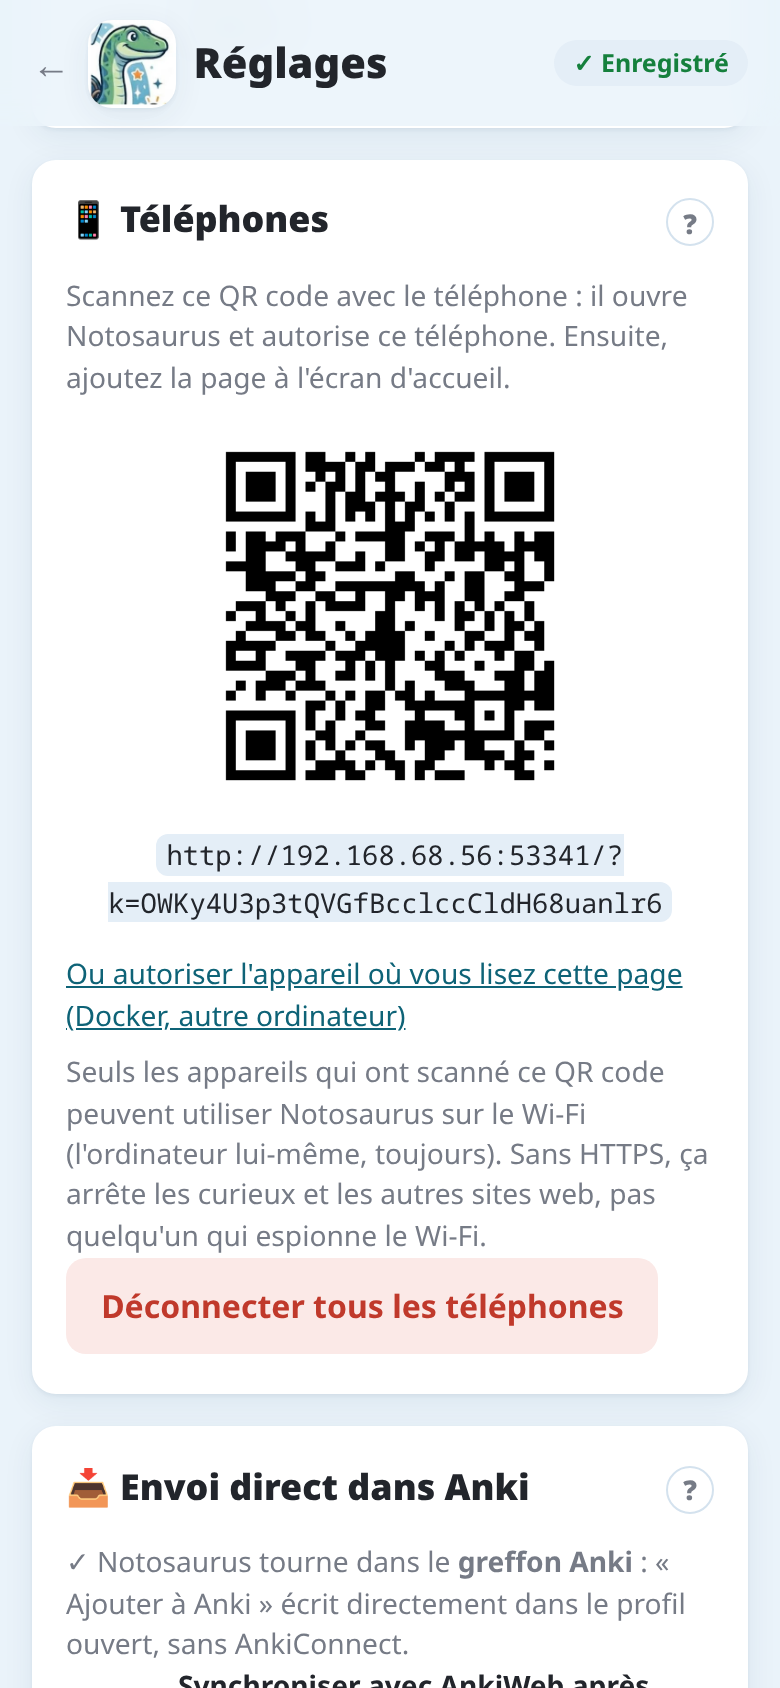 ← Réglages ✓ Enregistré
Téléphones ?
Scannez ce QR code avec le téléphone : il ouvre
Notosaurus et autorise ce téléphone. Ensuite,
ajoutez la page à l'écran d'accueil.
http://192.168.68.56:53341/?
k=OWKy4U3p3tQVGfBcclccCldH68uanlr6
Ou autoriser l'appareil où vous lisez cette page
(Docker, autre ordinateur)
Seuls les appareils qui ont scanné ce QR code
peuvent utiliser Notosaurus sur le Wi-Fi
(l'ordinateur lui-même, toujours). Sans HTTPS, ça
arrête les curieux et les autres sites web, pas
quelqu'un qui espionne le Wi-Fi.
Déconnecter tous les téléphones
Envoi direct dans Anki ?
✓ Notosaurus tourne dans le greffon Anki : «
Ajouter à Anki » écrit directement dans le profil
ouvert, sans AnkiConnect.
Synchroniser avec AnkiWeb après